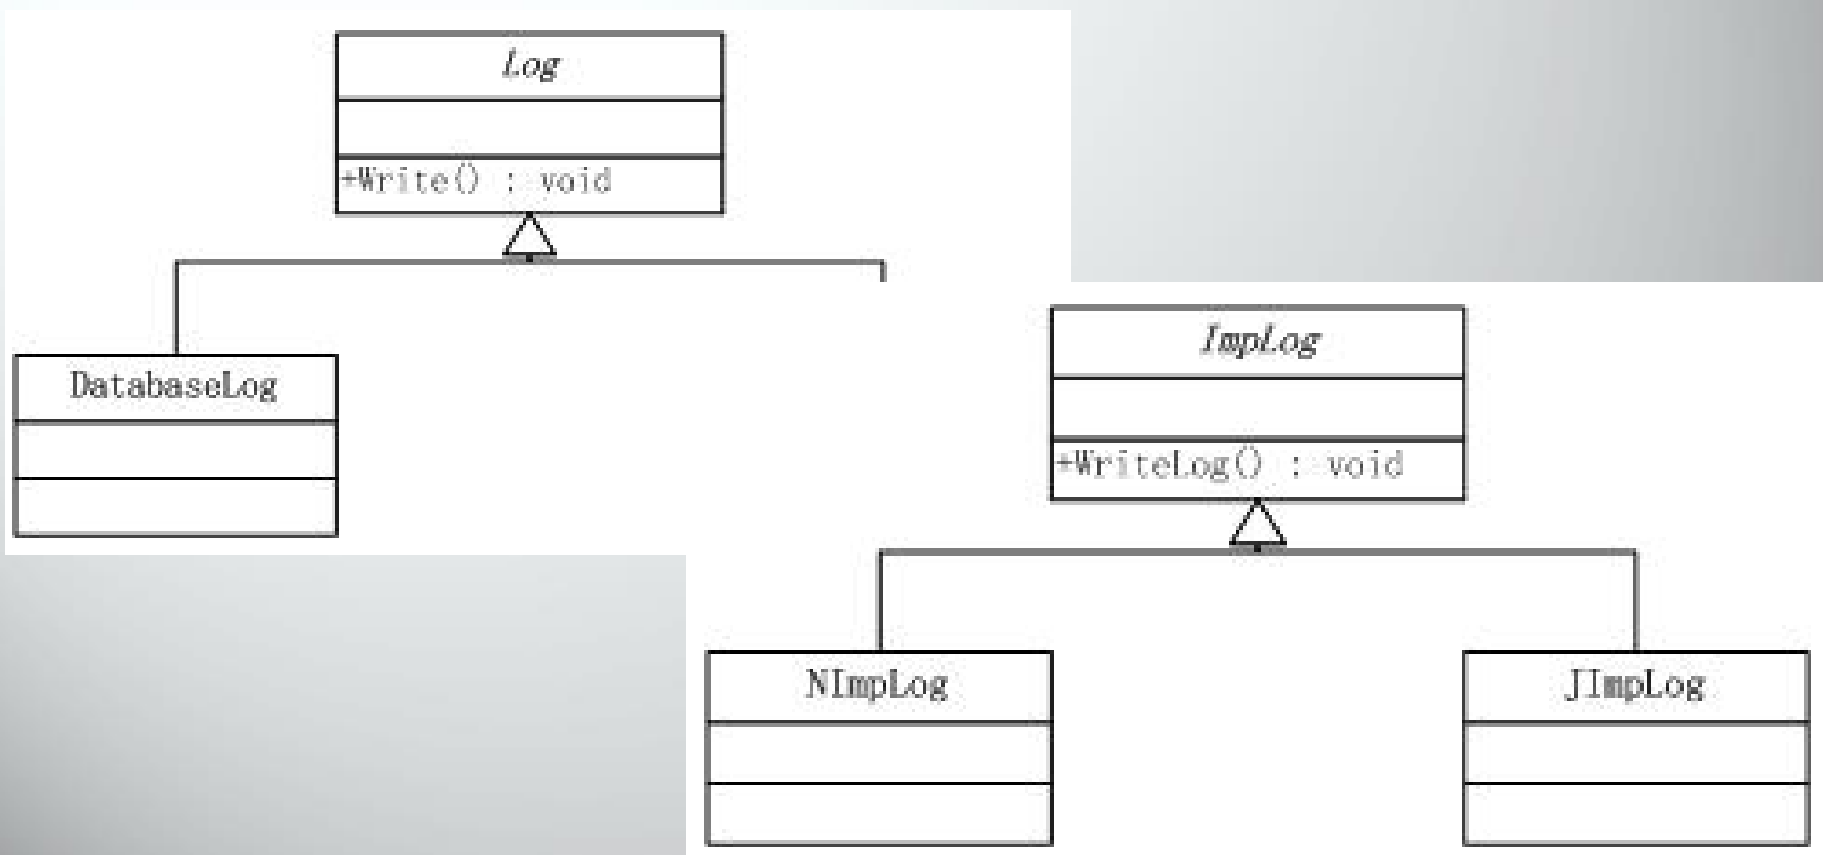 Log
+Write() : void
DatabaseLog
ImpLog
+WriteLog() : void
NImpLog
JImpLog